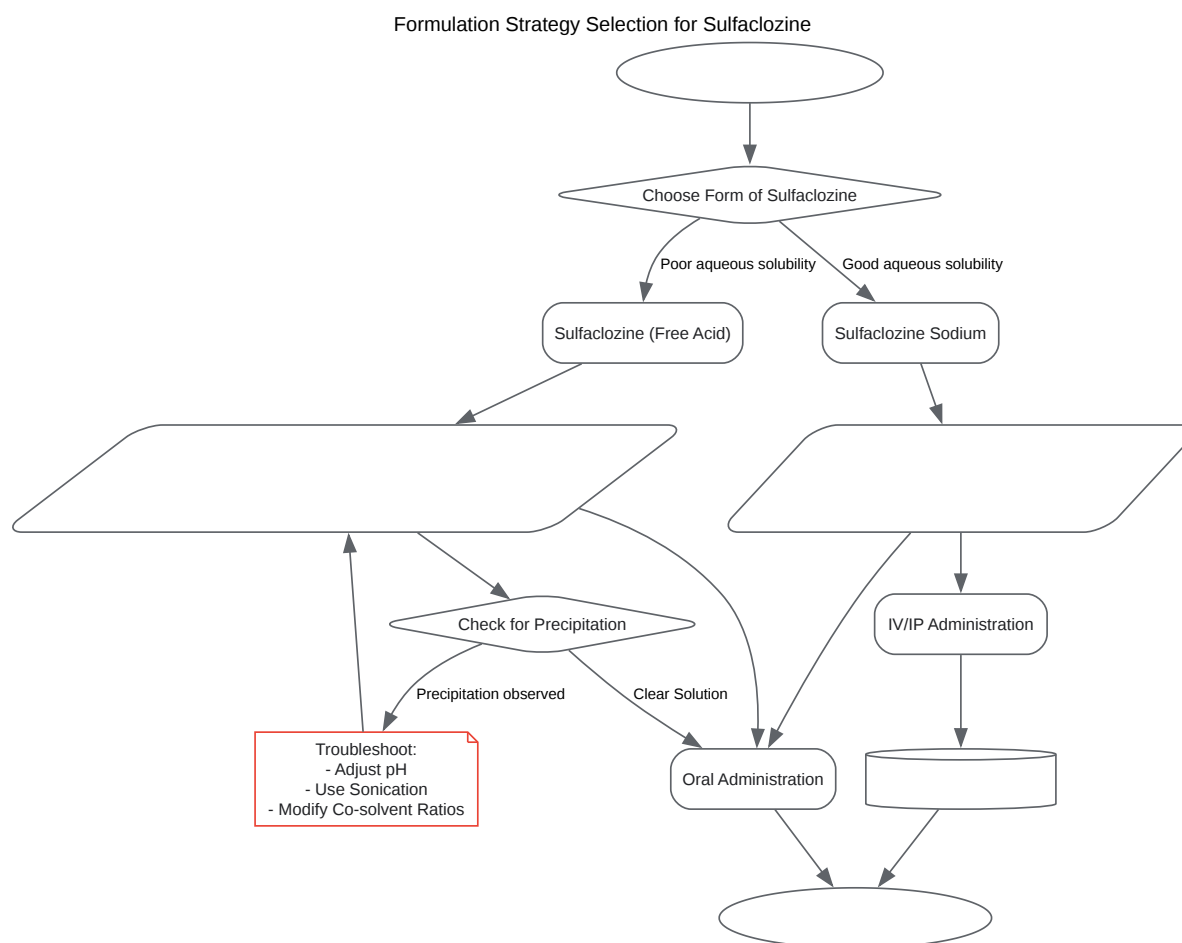 Formulation Strategy Selection for Sulfaclozine
Choose Form of Sulfaclozine
Poor aqueous solubility
Good aqueous solubility
Sulfaclozine (Free Acid)
Sulfaclozine Sodium
Check for Precipitation
IV/IP Administration
Precipitation observed
Clear Solution
Troubleshoot:
- Adjust pH
- Use Sonication
- Modify Co-solvent Ratios
Oral Administration